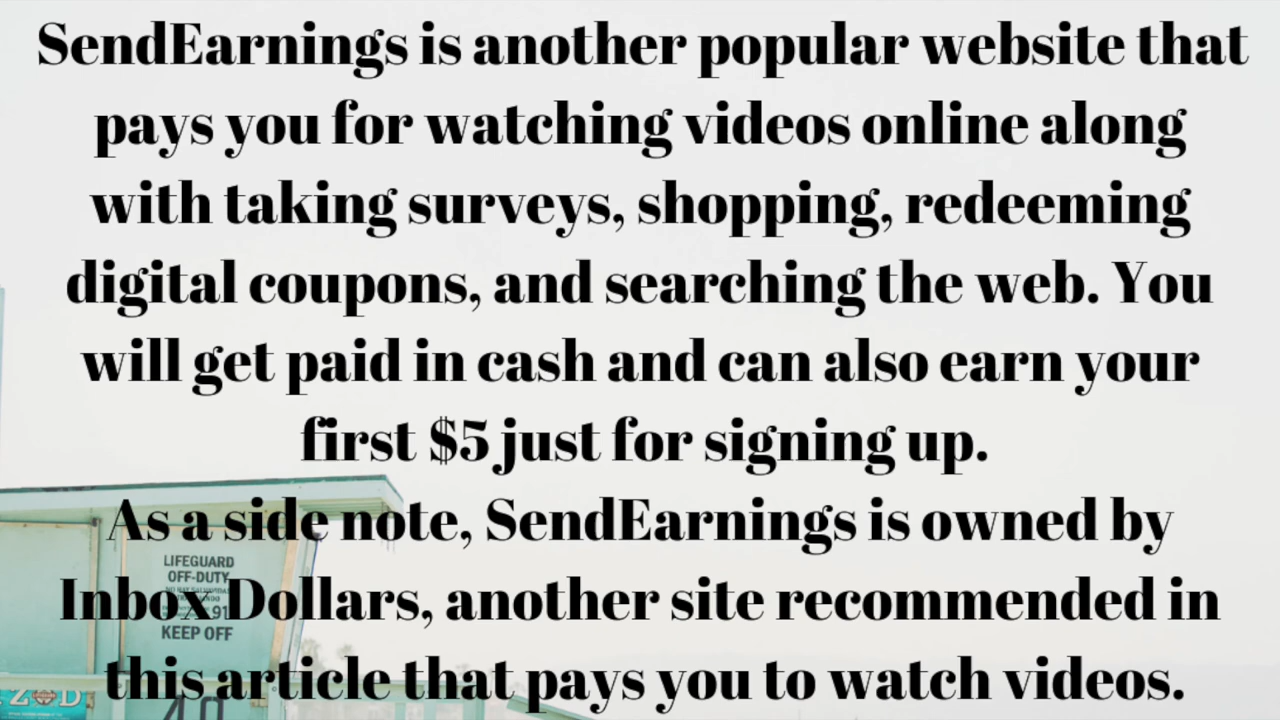 SendEarnings is another popular website that
pays you for watching videos online along
with taking surveys, shopping, redeeming
digital coupons, and searching the web. You
will get paid in cash and can also earn your
first $5 just for signing up.
As a side note, SendEarnings is owned by
Inbox Dollars, another site recommended in
this article that pays you to watch videos.
LIFEGUARD
OFF-DUTY
91
KEEP OFF